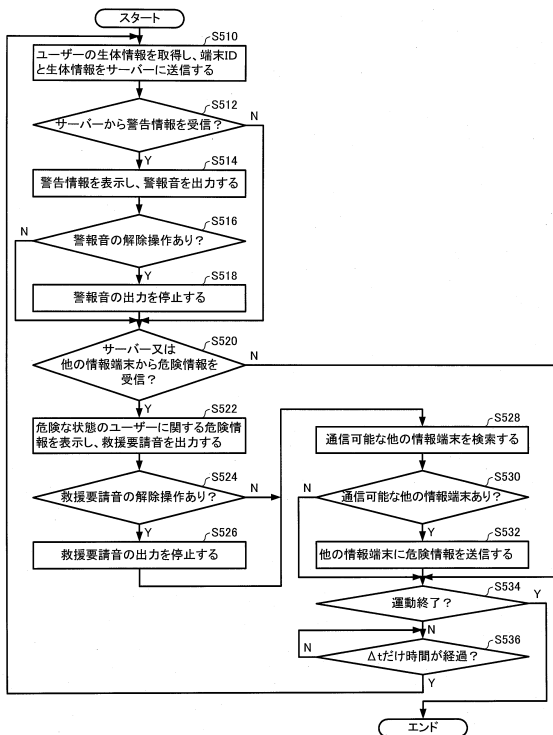 スタート
S510
ユーザーの生体情報を取得し、端末ID
と生体情報をサーバーに送信する
S512
サーバーから警告情報を受信？
N
Y
S514
警告情報を表示し、警報音を出力する
S516
N
警報音の解除操作あり？
Y
S518
警報音の出力を停止する
S520
サーバー又は
他の情報端末から危険情報を
受信？
N
Y
S522
危険な状態のユーザーに関する危険情
報を表示し、救援要請音を出力する
S524
救援要請音の解除操作あり？
N
Y
S526
救援要請音の出力を停止する
S528
通信可能な他の情報端末を検索する
S530
N
通信可能な他の情報端末あり？
Y
S532
他の情報端末に危険情報を送信する
S534
運動終了？
Y
N
S536
N
Δtだけ時間が経過？
Y
エンド